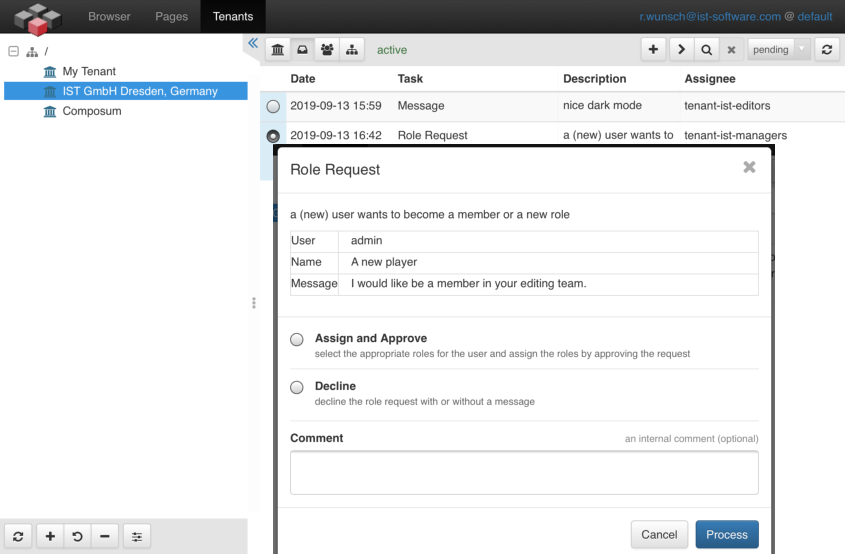 Browser Pages Tenants r.wunsch@ist-software.com @ default
/
My Tenant
IST GmbH Dresden, Germany
Composum
active
pending
Date Task Description Assignee
2019-09-13 15:59 Message nice dark mode tenant-ist-editors
2019-09-13 16:42 Role Request a (new) user wants to tenant-ist-managers
Role Request
a (new) user wants to become a member or a new role
User admin
Name A new player
Message I would like be a member in your editing team.
Assign and Approve
select the appropriate roles for the user and assign the roles by approving the request
Decline
decline the role request with or without a message
Comment an internal comment (optional)
Cancel Process